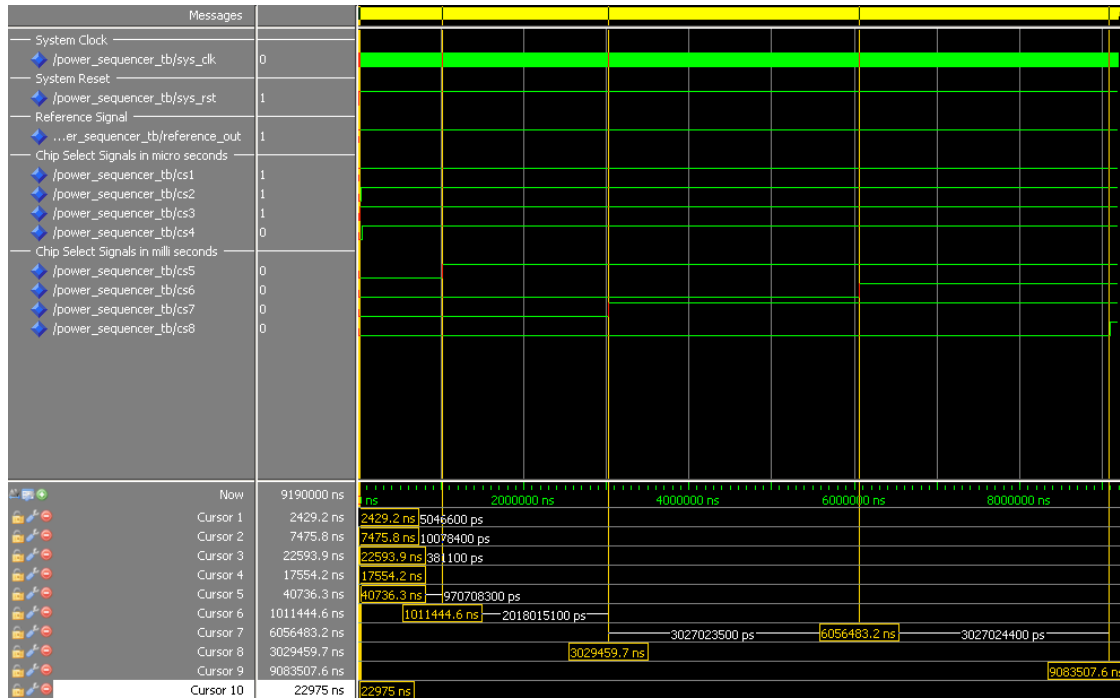 Messages
System Clock
/power_sequencer_tb/sys_clk 0
System Reset
/power_sequencer_tb/sys_rst 1
Reference Signal
...er_sequencer_tb/reference_out 1
Chip Select Signals in micro seconds
/power_sequencer_tb/cs1 1
/power_sequencer_tb/cs2 1
/power_sequencer_tb/cs3 1
/power_sequencer_tb/cs4 0
Chip Select Signals in milli seconds
/power_sequencer_tb/cs5 0
/power_sequencer_tb/cs6 0
/power_sequencer_tb/cs7 0
/power_sequencer_tb/cs8 0
Now 9190000 ns ns 2000000 ns 4000000 ns 6000000 ns 8000000 ns
Cursor 1 2429.2 ns 2429.2 ns 5046600 ps
Cursor 2 7475.8 ns 7475.8 ns 10078400 ps
Cursor 3 22593.9 ns 22593.9 ns 381100 ps
Cursor 4 17554.2 ns 17554.2 ns
Cursor 5 40736.3 ns 40736.3 ns 970708300 ps
Cursor 6 1011444.6 ns 1011444.6 ns 2018015100 ps
Cursor 7 6056483.2 ns 3027023500 ps 6056483.2 ns 3027024400 ps
Cursor 8 3029459.7 ns 3029459.7 ns
Cursor 9 9083507.6 ns 9083507.6 n
Cursor 10 22975 ns 22975 ns